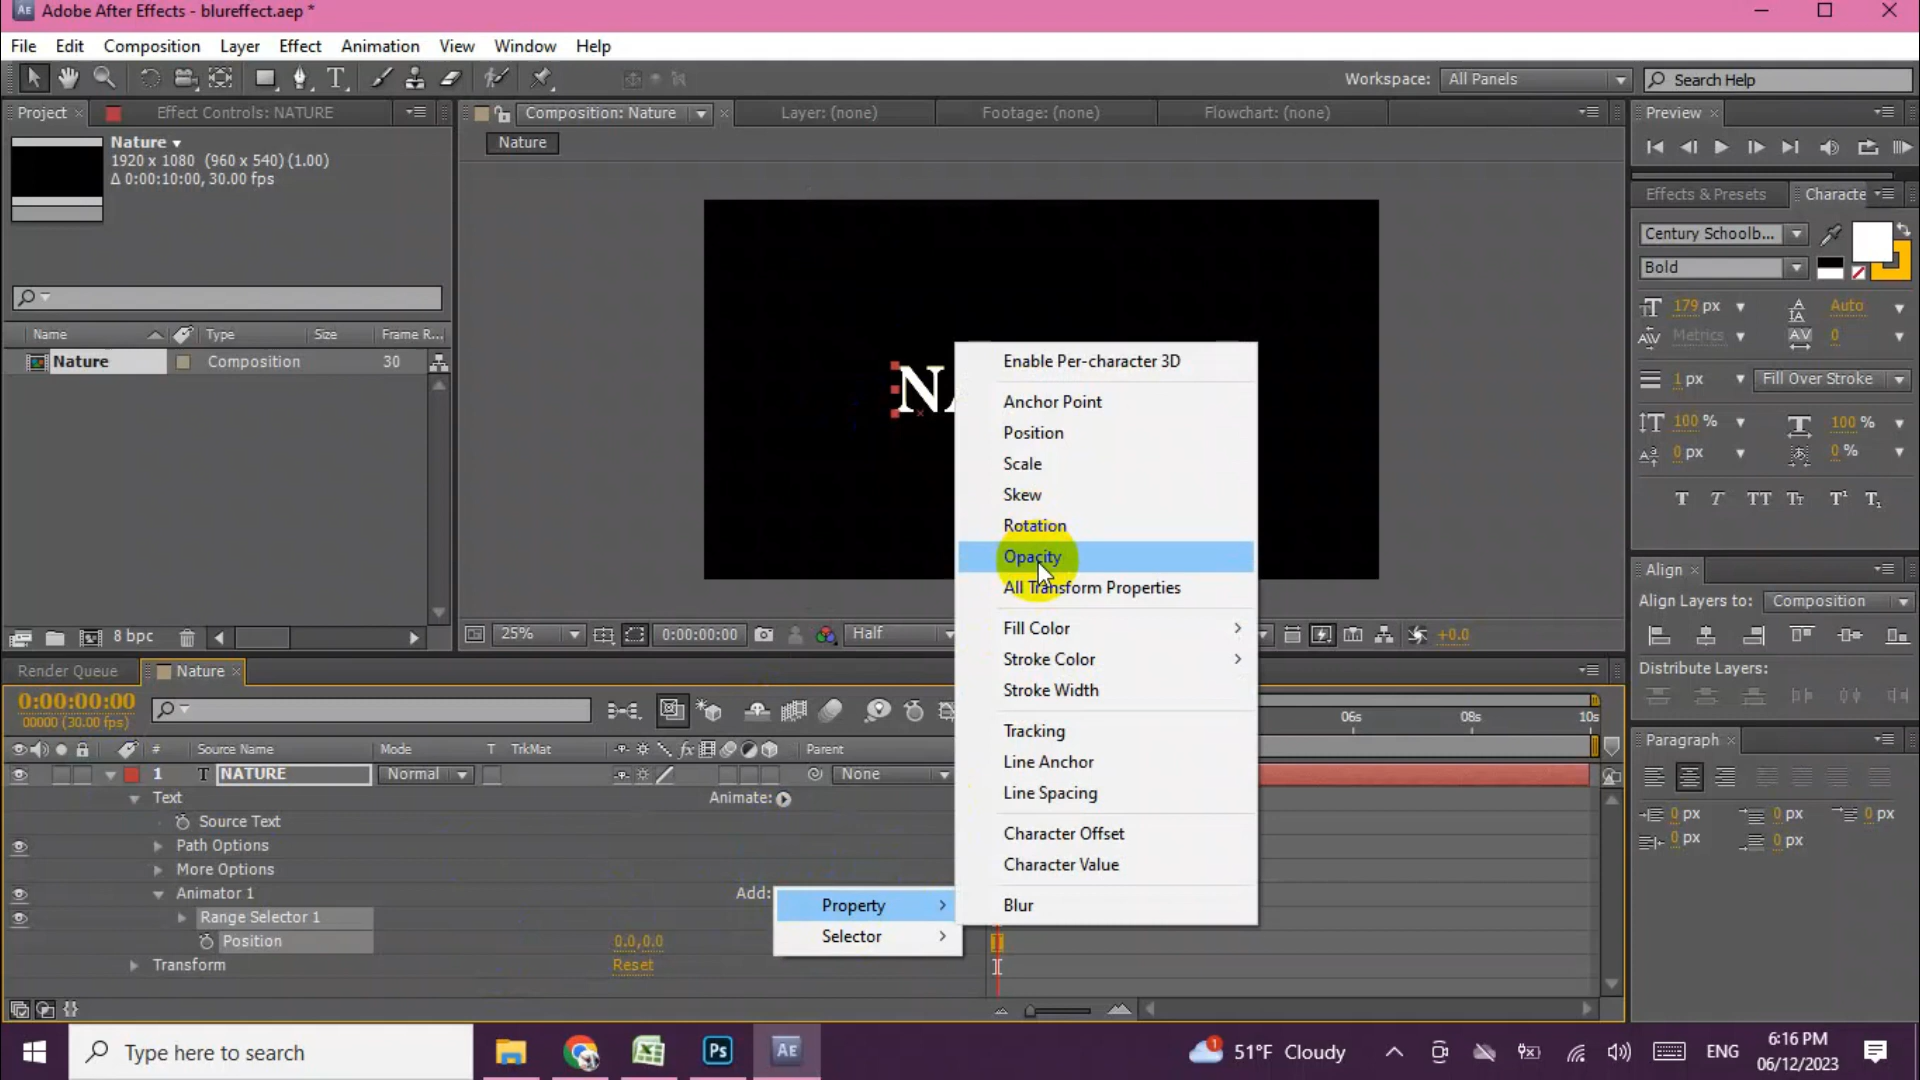 AE Adobe After Effects - blureffect.aep *
File Edit Composition Layer Effect Animation View Window Help
Workspace: All Panels Search Help
Project × Effect Controls: NATURE
Composition: Nature × Layer: (none) Footage: (none) Flowchart: (none)
Preview ×
Nature
1920 x 1080 (960 x 540) (1.00)
Δ 0:00:10:00, 30.00 fps
Nature
Effects & Presets Characte
Century Schoolb...
Bold
179 px Auto
Metrics 0
1 px Fill Over Stroke
100 % 100 %
0 px 0 %
T T TT Tт T¹ T₁
Name Type Size Frame R...
Nature Composition 30
8 bpc
NA
Enable Per-character 3D
Anchor Point
Position
Scale
Skew
Rotation
Opacity
All Transform Properties
Fill Color
Stroke Color
Stroke Width
Tracking
Line Anchor
Line Spacing
Character Offset
Character Value
Blur
25% 0:00:00:00 Half +0.0
Align ×
Align Layers to: Composition
Distribute Layers:
Paragraph ×
0 px 0 px 0 px
0 px 0 px
Render Queue Nature ×
0:00:00:00
00000 (30.00 fps)
06s 08s 10s
# Source Name Mode T TrkMat fx Parent
1 T NATURE Normal None
Text Animate:
Source Text
Path Options
More Options
Animator 1 Add:
Range Selector 1
Position 0.0,0.0
Transform Reset
Property
Selector
Type here to search
Ps AE
1 51°F Cloudy ENG
6:16 PM
06/12/2023